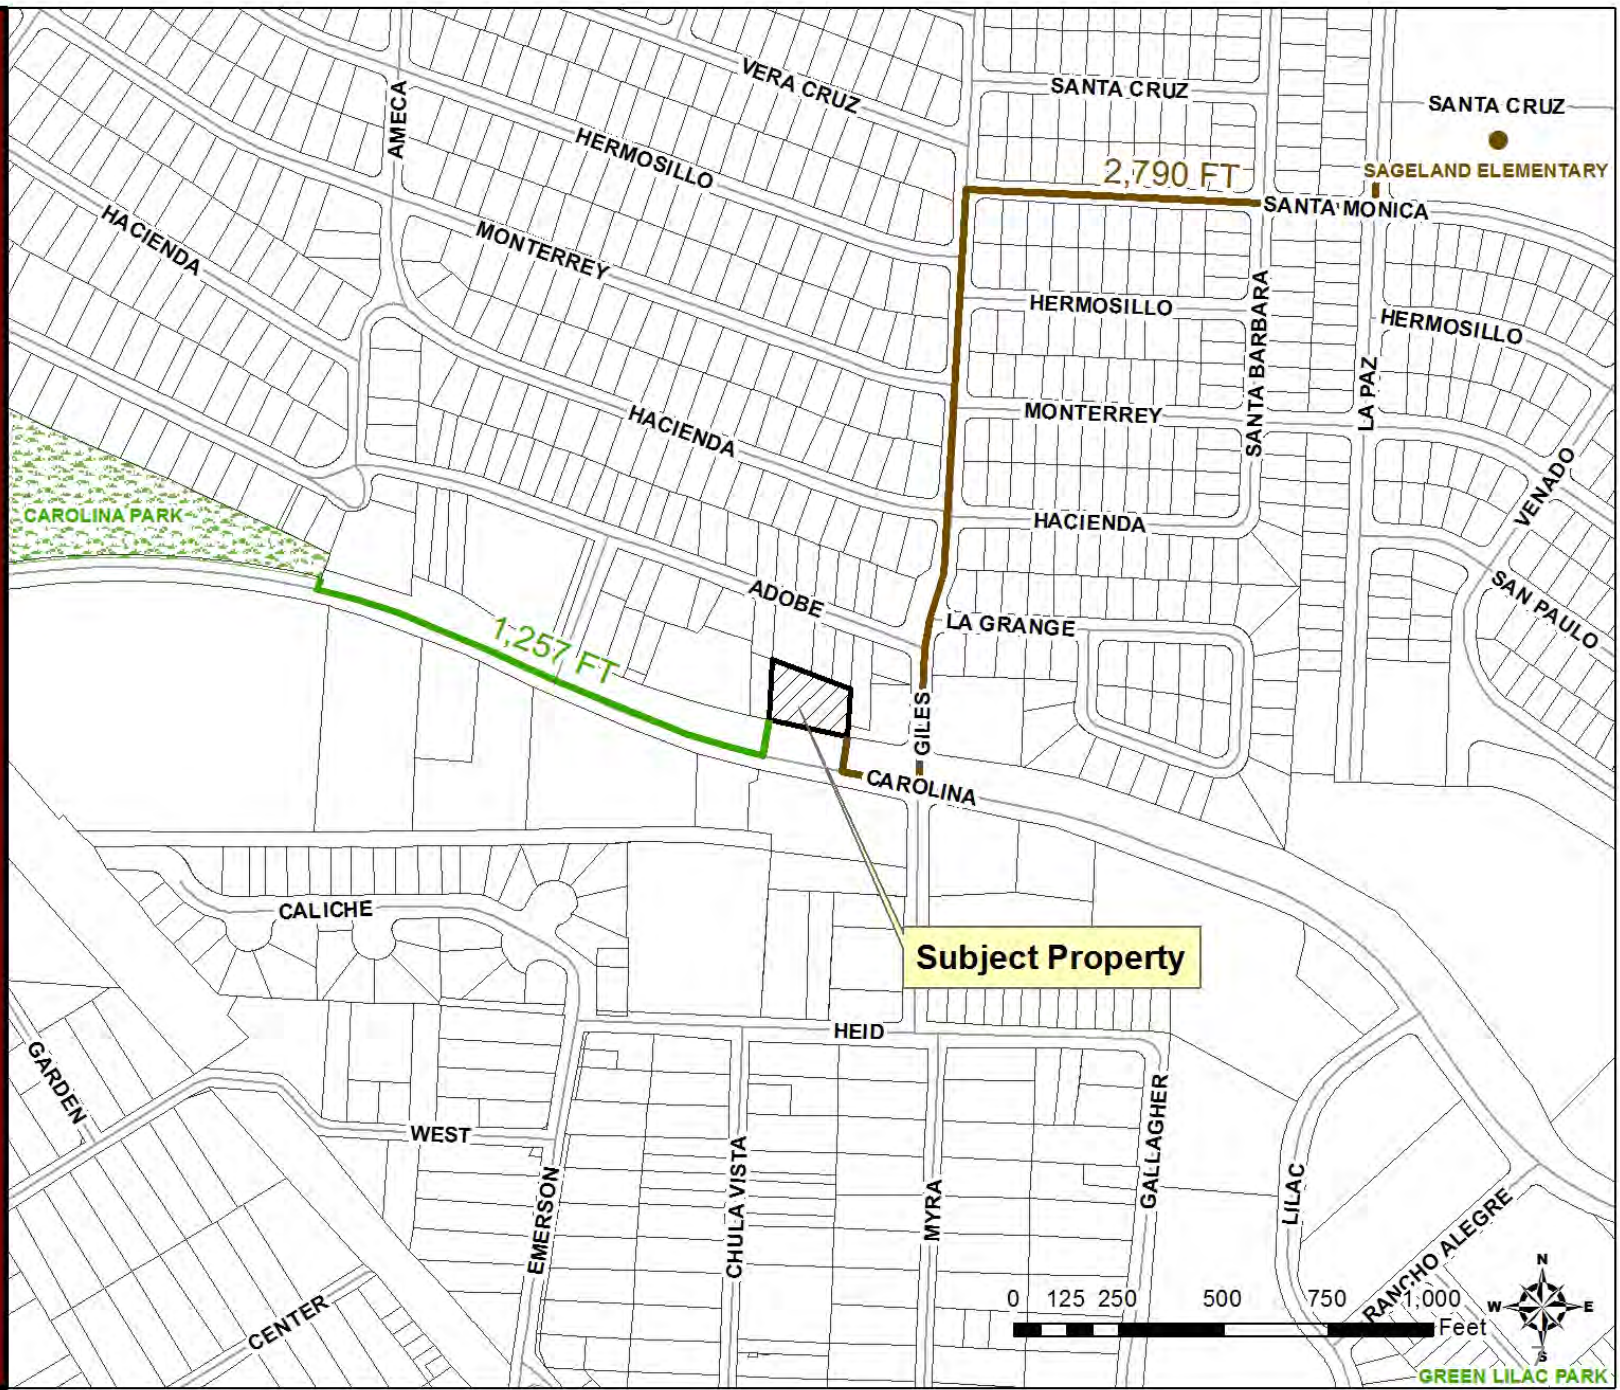 VERA CRUZ
SANTA CRUZ
SANTA CRUZ
AMECA
HERMOSILLO
2,790 FT
SAGELAND ELEMENTARY
SANTA MONICA
HACIENDA
MONTERREY
HERMOSILLO
SANTA BARBARA
HERMOSILLO
LA PAZ
HACIENDA
MONTERREY
VENADO
CAROLINA PARK
HACIENDA
ADOBE
LA GRANGE
SAN PAULO
1,257 FT
GILES
CAROLINA
CALICHE
Subject Property
HEID
GARDEN
WEST
EMERSON
CHULA VISTA
MYRA
GALLAGHER
LILAC
RANCHO ALEGRE
CENTER
0 125 250 500 750 1,000
Feet
N
W E
S
GREEN LILAC PARK